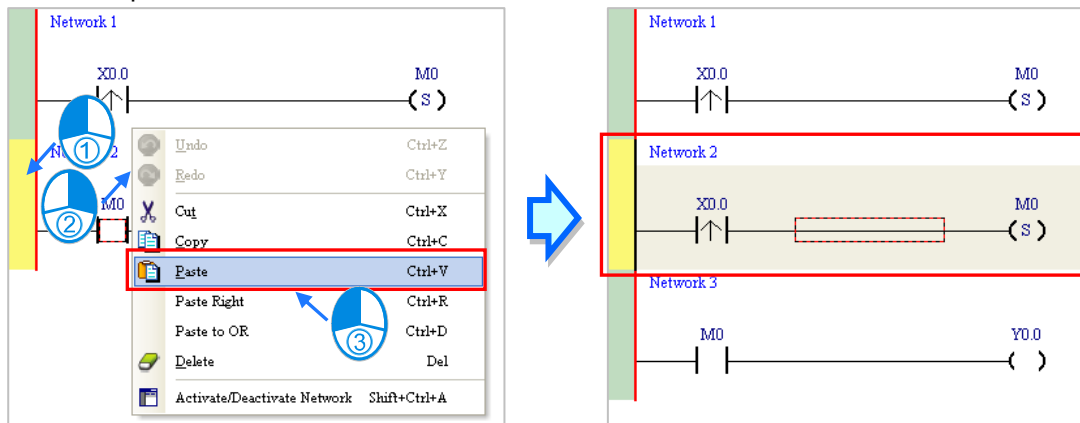 Network 1
X0.0 M0
( S )
1
2
M0
2
Undo Ctrl+Z
Redo Ctrl+Y
Cut Ctrl+X
Copy Ctrl+C
Paste Ctrl+V
Paste Right Ctrl+R
Paste to OR Ctrl+D
3
Delete Del
Activate/Deactivate Network Shift+Ctrl+A
Network 1
X0.0 M0
( S )
Network 2
X0.0 M0
( S )
Network 3
M0 Y0.0
( )